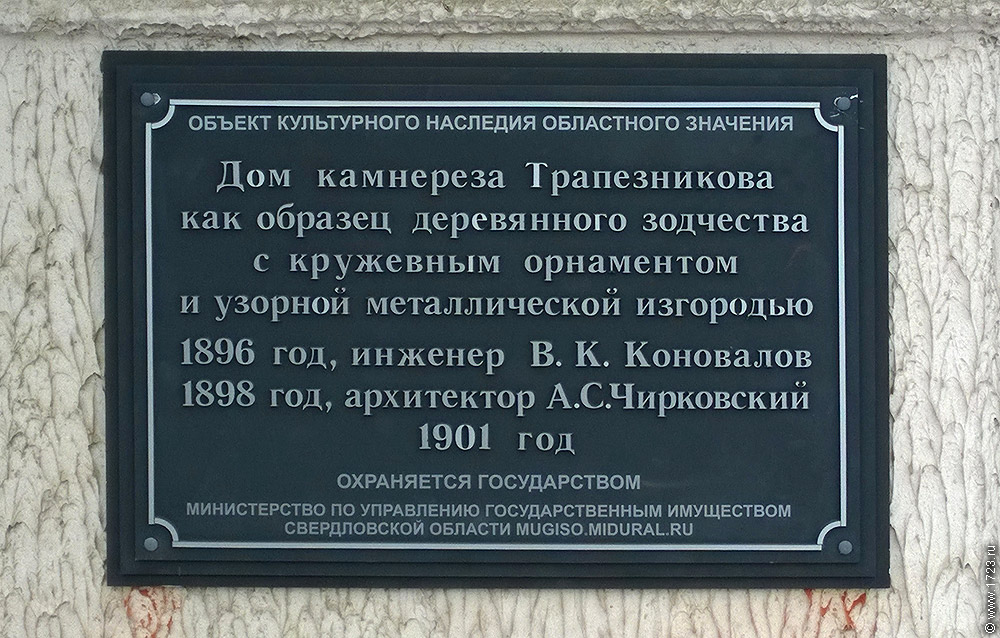 ОБЪЕКТ КУЛЬТУРНОГО НАСЛЕДИЯ ОБЛАСТНОГО ЗНАЧЕНИЯ
Дом камнереза Трапезникова
как образец деревянного зодчества
с кружевным орнаментом
и узорной металлической изгородью
1896 год, инженер В. К. Коновалов
1898 год, архитектор А.С.Чирковский
1901 год
ОХРАНЯЕТСЯ ГОСУДАРСТВОМ
МИНИСТЕРСТВО ПО УПРАВЛЕНИЮ ГОСУДАРСТВЕННЫМ ИМУЩЕСТВОМ
СВЕРДЛОВСКОЙ ОБЛАСТИ MUGISO.MIDURAL.RU
© www.1723.ru